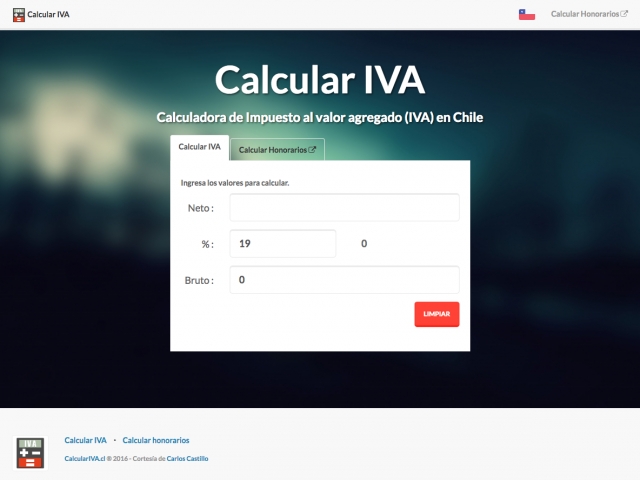 Calcular IVA
Calcular Honorarios
Calcular IVA
Calculadora de Impuesto al valor agregado (IVA) en Chile
Calcular IVA
Calcular Honorarios
Ingresa los valores para calcular.
Neto :
% : 19 0
Bruto : 0
LIMPIAR
IVA
Calcular IVA · Calcular honorarios
CalcularIVA.cl ® 2016 - Cortesía de Carlos Castillo